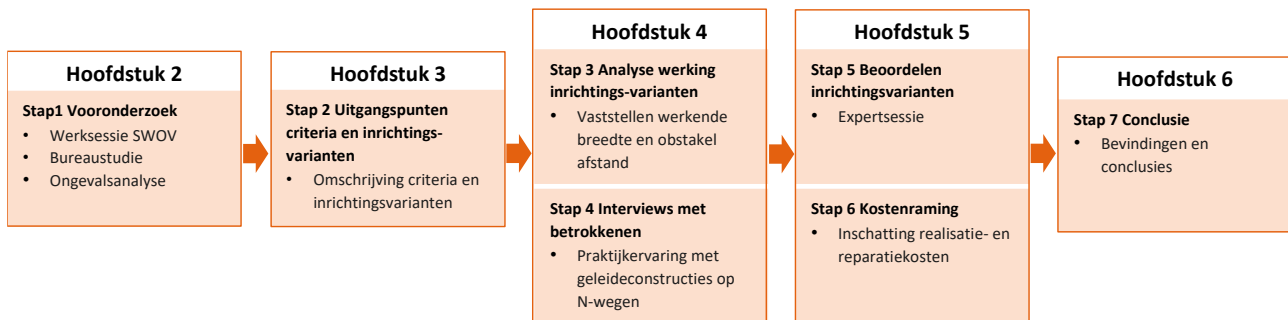 Hoofdstuk 2
Stap1 Vooronderzoek
• Werksessie SWOV
• Bureaustudie
• Ongevalsanalyse
Hoofdstuk 3
Stap 2 Uitgangspunten
criteria en inrichtings-
varianten
• Omschrijving criteria en
inrichtingsvarianten
Hoofdstuk 4
Stap 3 Analyse werking
inrichtings-varianten
• Vaststellen werkende
breedte en obstakel
afstand
Stap 4 Interviews met
betrokkenen
• Praktijkervaring met
geleideconstructies op
N-wegen
Hoofdstuk 5
Stap 5 Beoordelen
inrichtingsvarianten
• Expertsessie
Stap 6 Kostenraming
• Inschatting realisatie- en
reparatiekosten
Hoofdstuk 6
Stap 7 Conclusie
• Bevindingen en
conclusies